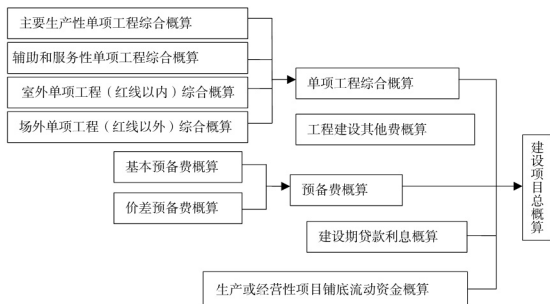 主要生产性单项工程综合概算
辅助和服务性单项工程综合概算
室外单项工程（红线以内）综合概算
场外单项工程（红线以外）综合概算
单项工程综合概算
工程建设其他费概算
基本预备费概算
价差预备费概算
预备费概算
建设期贷款利息概算
生产或经营性项目铺底流动资金概算
建设项目总概算